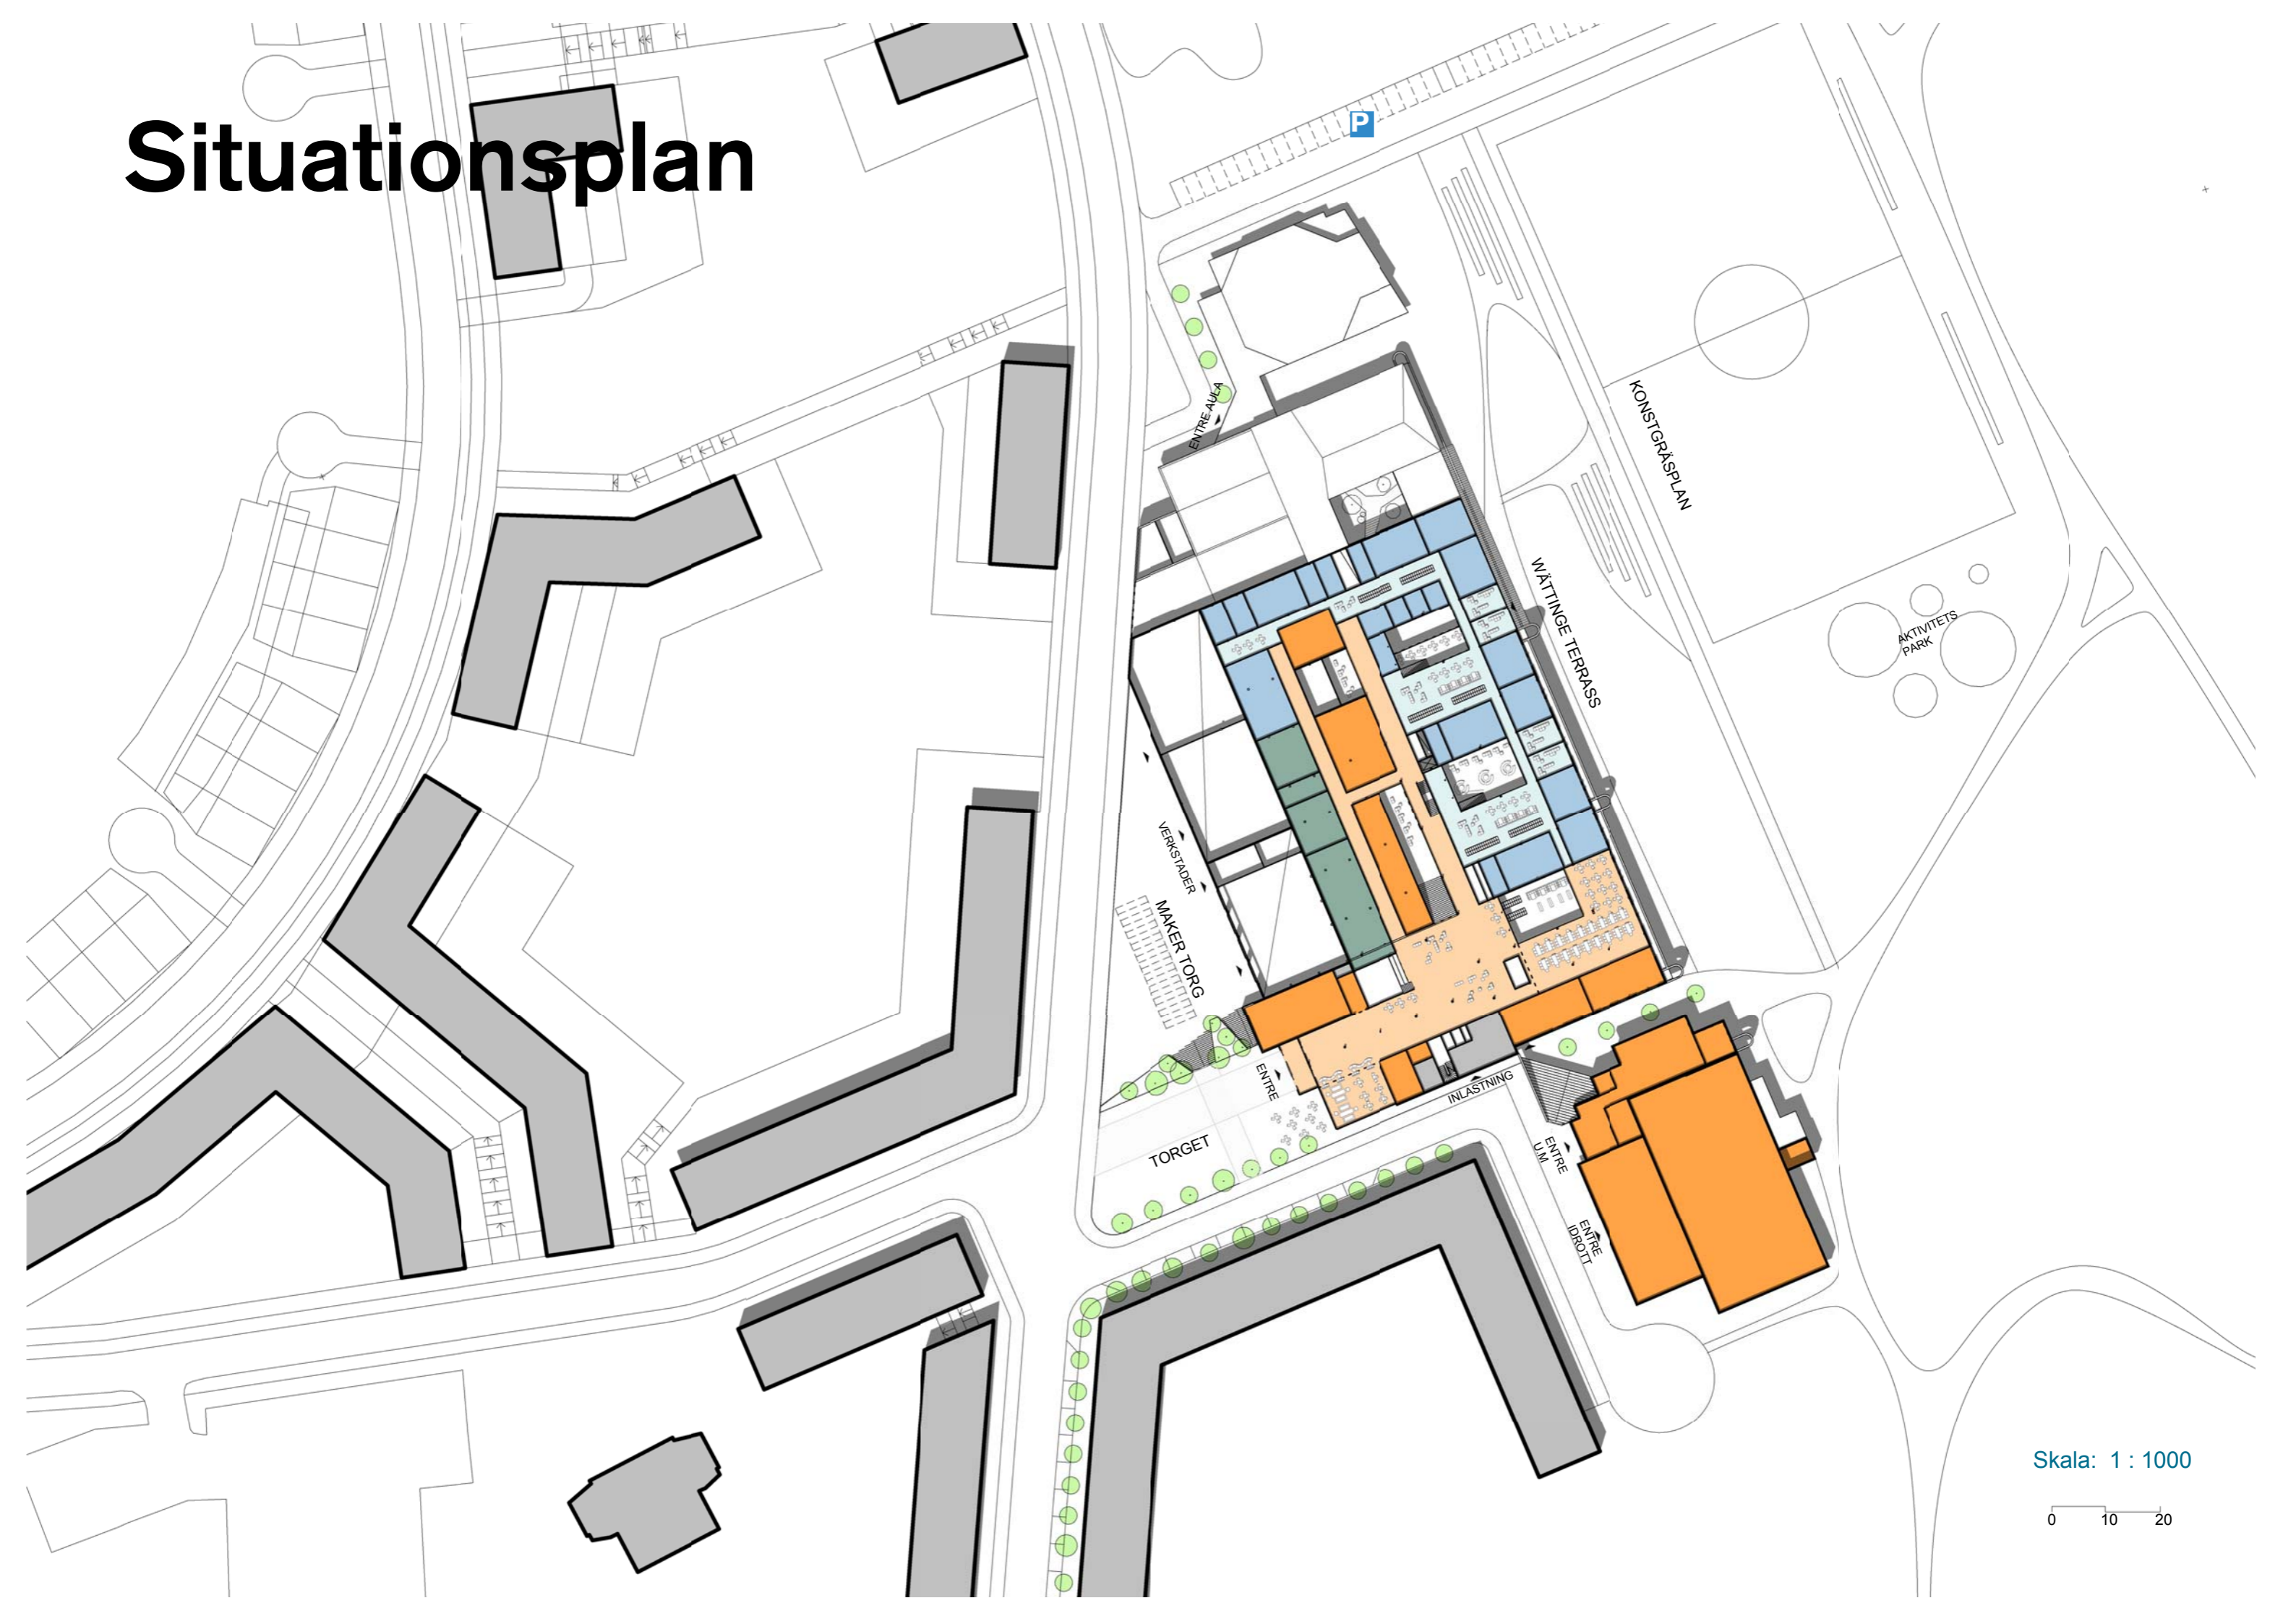 Situationsplan
P
ENTRE AULA
KONSTGRÄSPLAN
WÄTTINGE TERRASS
AKTIVITETS
PARK
VERKSTADER
MAKER TORG
ENTRE
INLASTNING
TORGET
ENTRE
U.M
ENTRE
IDROTT
Skala: 1 : 1000
0 10 20